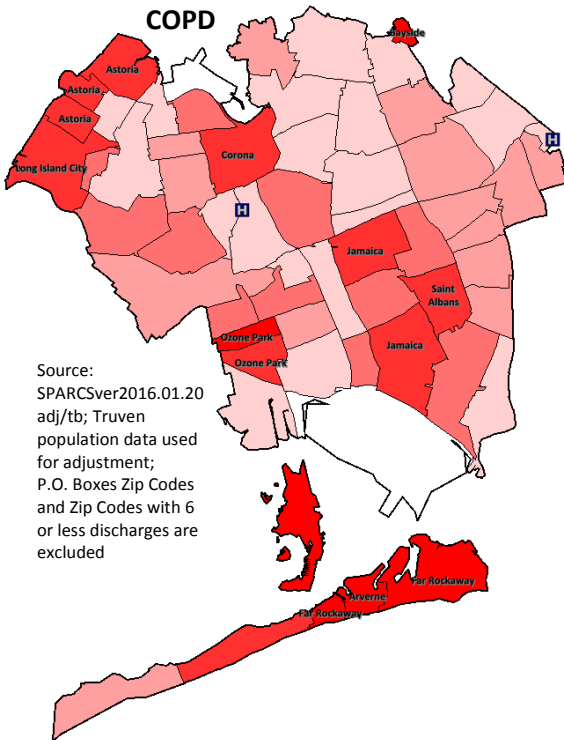 COPD
Bayside
Astoria
Astoria
Astoria
Long Island City
Corona
H
H
Jamaica
Saint
Albans
Ozone Park
Jamaica
Ozone Park
Source:
SPARCSver2016.01.20
adj/tb; Truven
population data used
for adjustment;
P.O. Boxes Zip Codes
and Zip Codes with 6
or less discharges are
excluded
Far Rockaway
Arverne
Far Rockaway